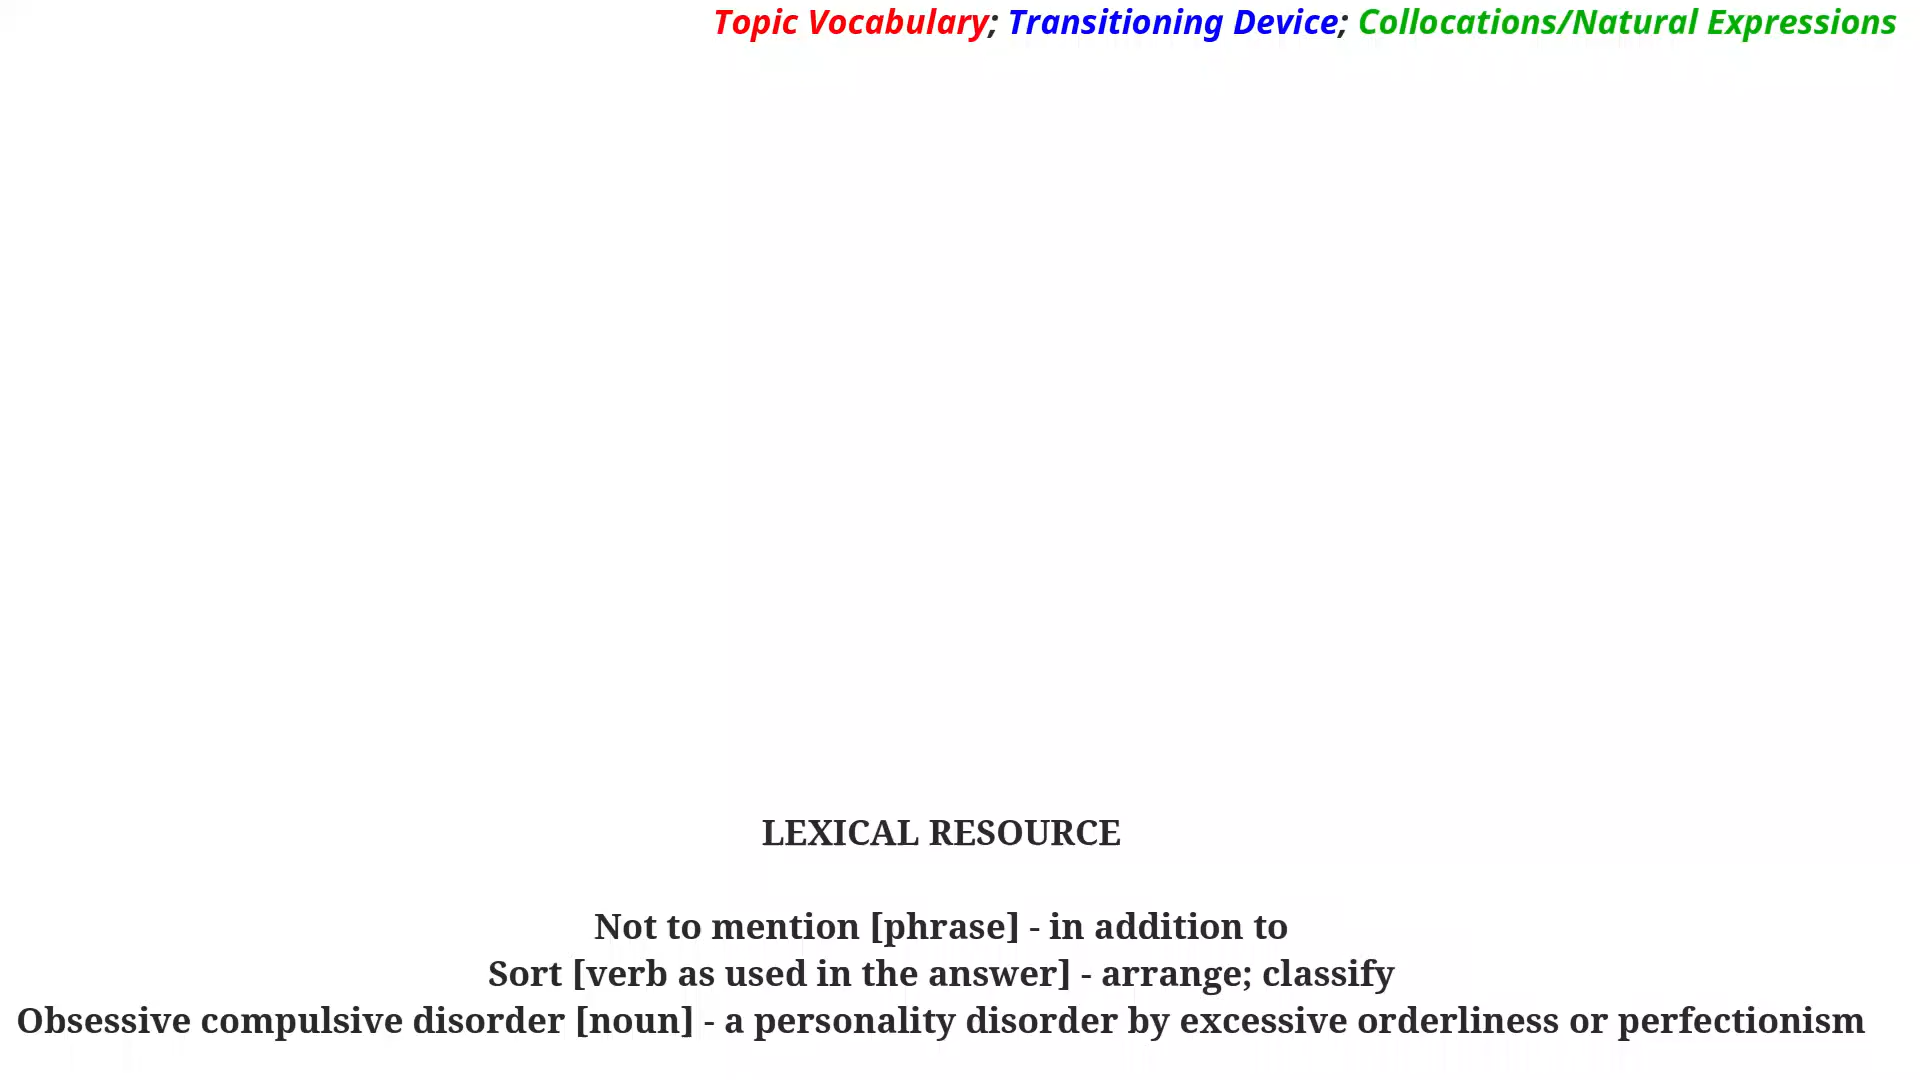 Topic Vocabulary; Transitioning Device; Collocations/Natural Expressions
LEXICAL RESOURCE
Not to mention [phrase] - in addition to
Sort [verb as used in the answer] - arrange; classify
Obsessive compulsive disorder [noun] - a personality disorder by excessive orderliness or perfectionism